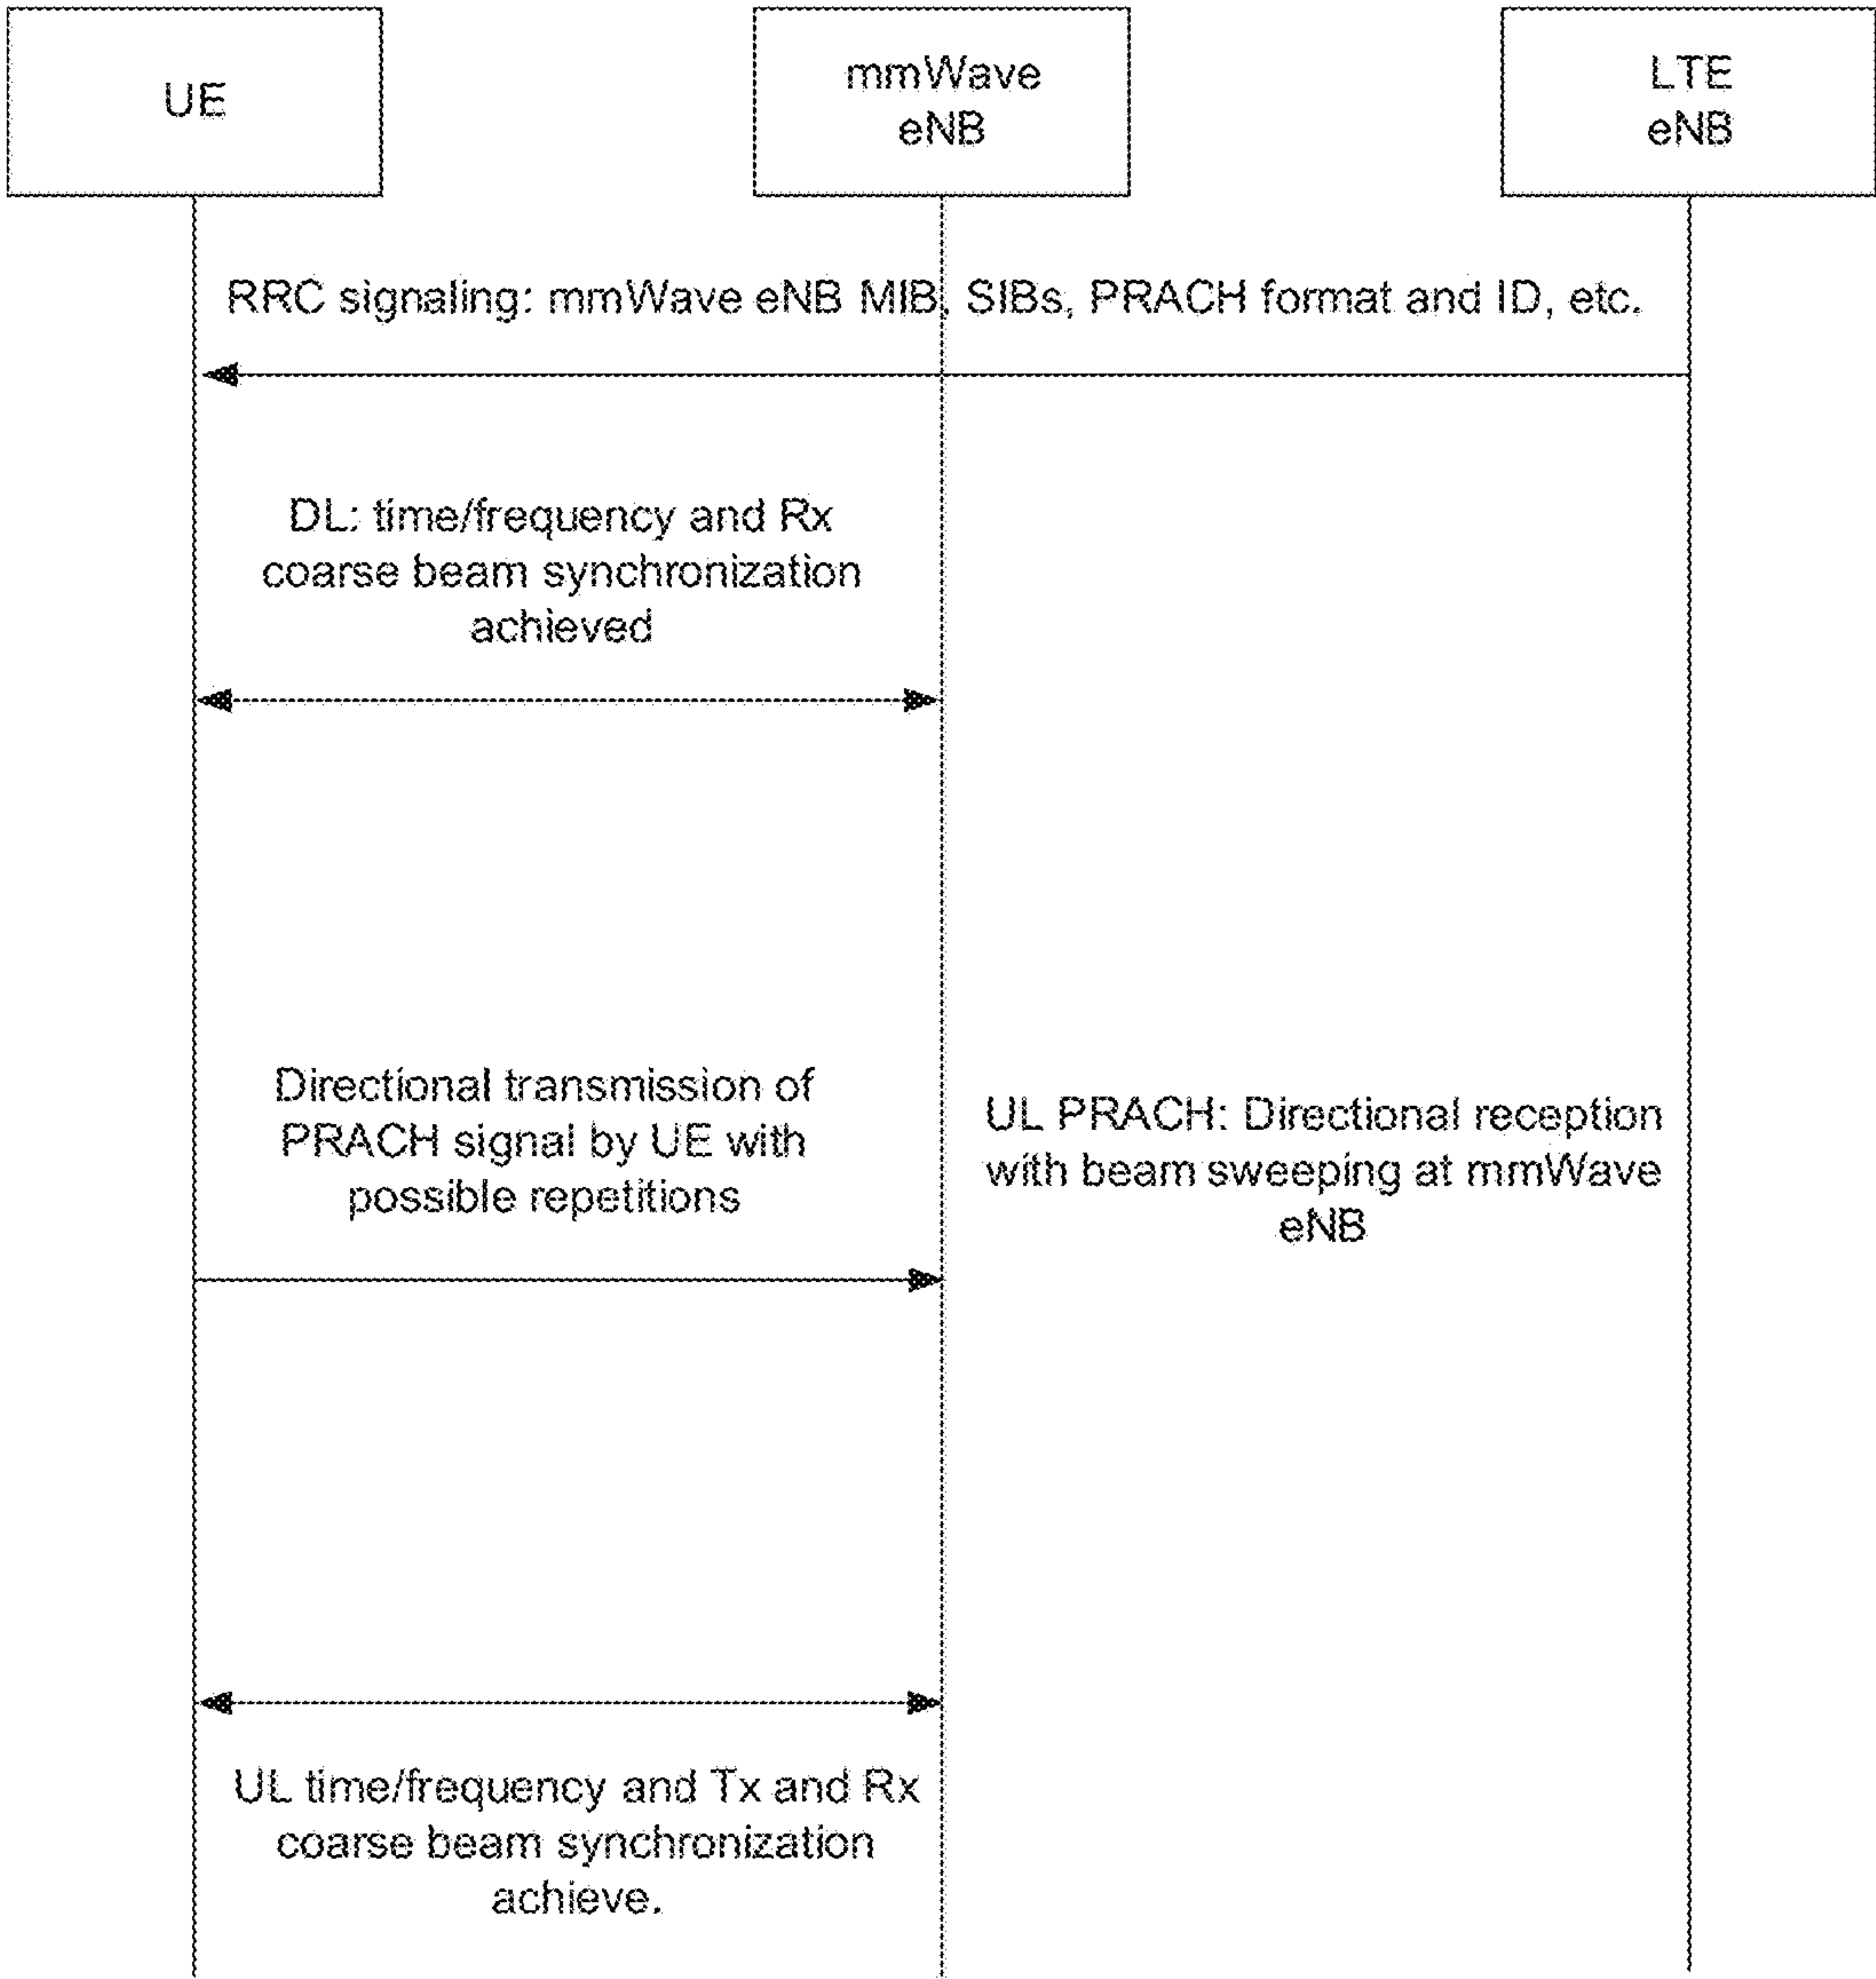 UE
mmWave
eNB
LTE
eNB
RRC signaling: mmWave eNB MIB, SIBs, PRACH format and ID, etc.
DL: time/frequency and Rx
coarse beam synchronization
achieved
Directional transmission of
PRACH signal by UE with
possible repetitions
UL PRACH: Directional reception
with beam sweeping at mmWave
eNB
UL time/frequency and Tx and Rx
coarse beam synchronization
achieve.